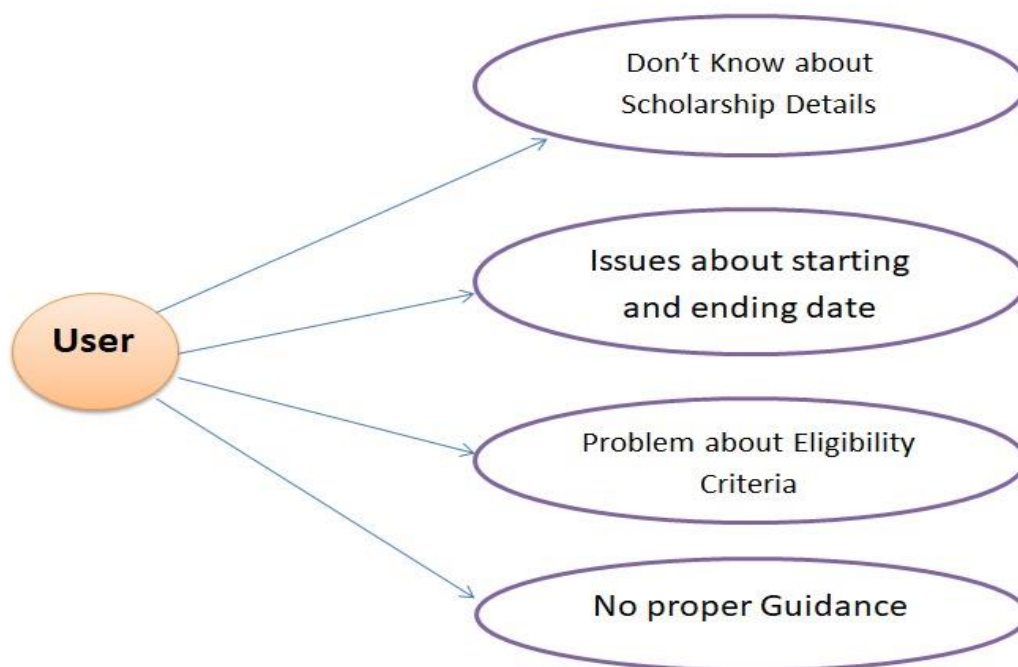 Don’t Know about
Scholarship Details
Issues about starting
and ending date
User
Problem about Eligibility
Criteria
No proper Guidance